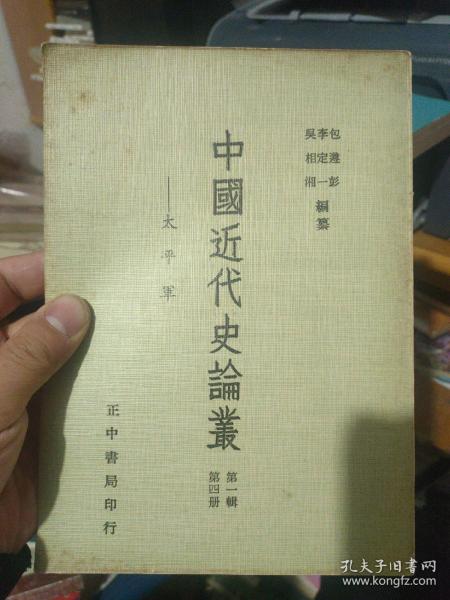 包遵彭
李定一
吳相湘
編纂
中國近代史論叢
第一輯
第四册
——太平軍
正中書局印行
孔夫子旧书网
www.kongfz.com